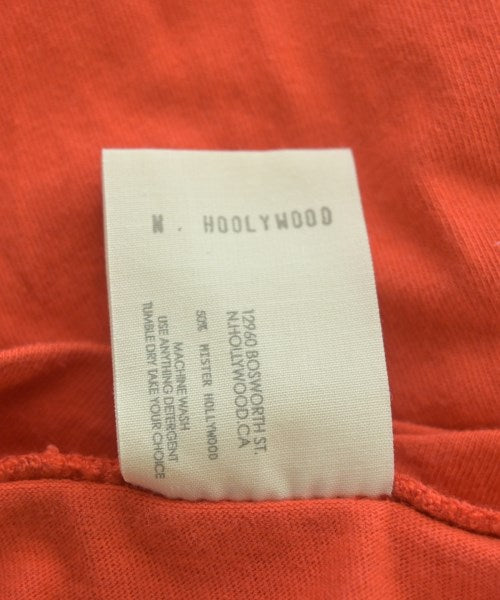 N. HOOLYWOOD
12960 BOSWORTH ST.
N.HOLLYWOOD.CA
50% MISTER HOLLYWOOD
MACHINE WASH
USE ANYTHING DETERGENT
TUMBLE DRY TAKE YOUR CHOICE